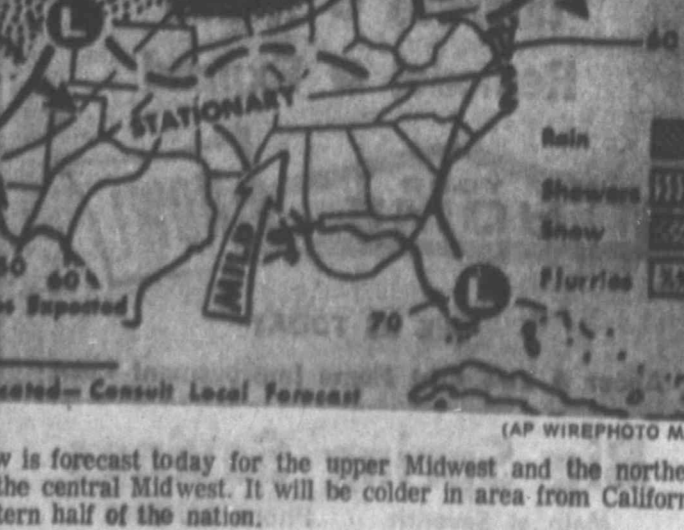 L
60
STATIONARY
Rain
Showers
Snow
MILD
60
Flurries
L
Expected
70
Consult Local Forecast
(AP WIREPHOTO M
w is forecast today for the upper Midwest and the northe
the central Midwest. It will be colder in area from Califor
tern half of the nation.